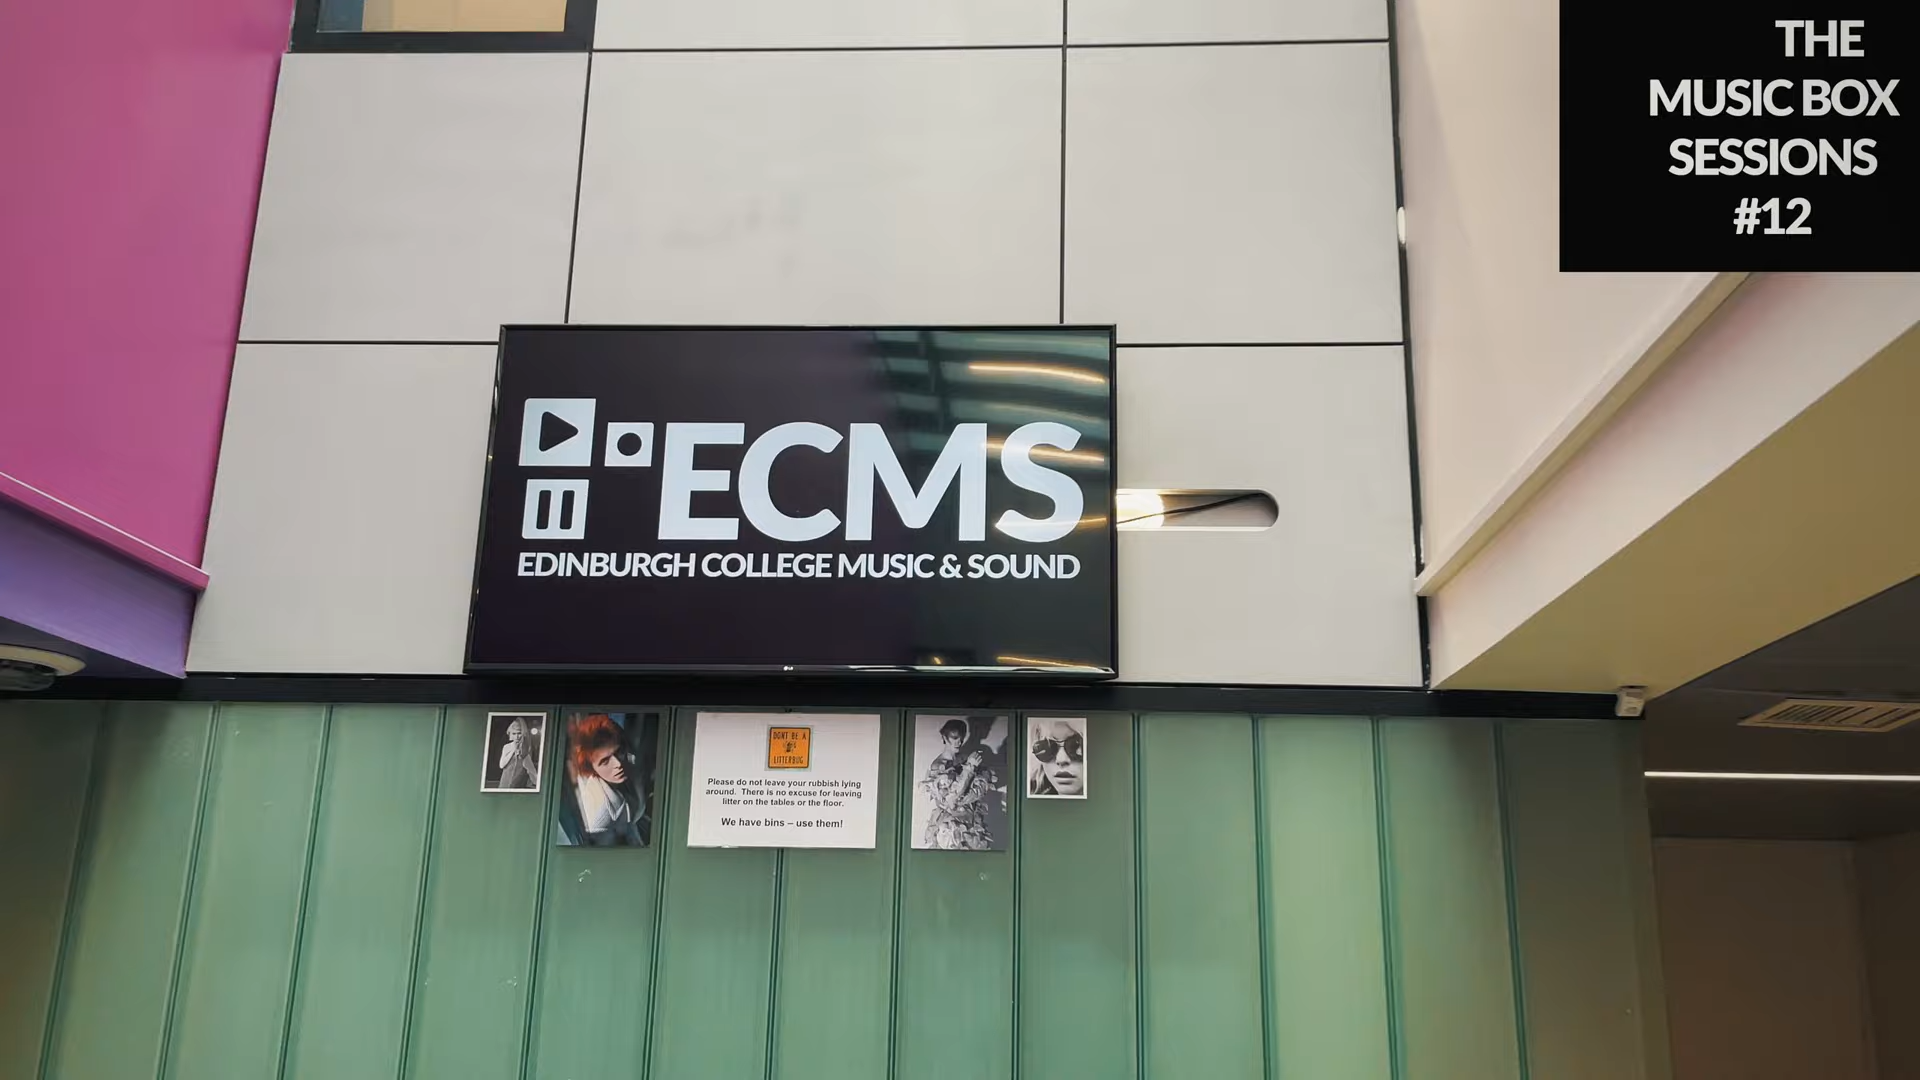 THE
MUSIC BOX
SESSIONS
#12
ECMS
EDINBURGH COLLEGE MUSIC & SOUND
LG
DONT BE A
LITTERBUG
Please do not leave your rubbish lying
around. There is no excuse for leaving
litter on the tables or the floor.
We have bins – use them!